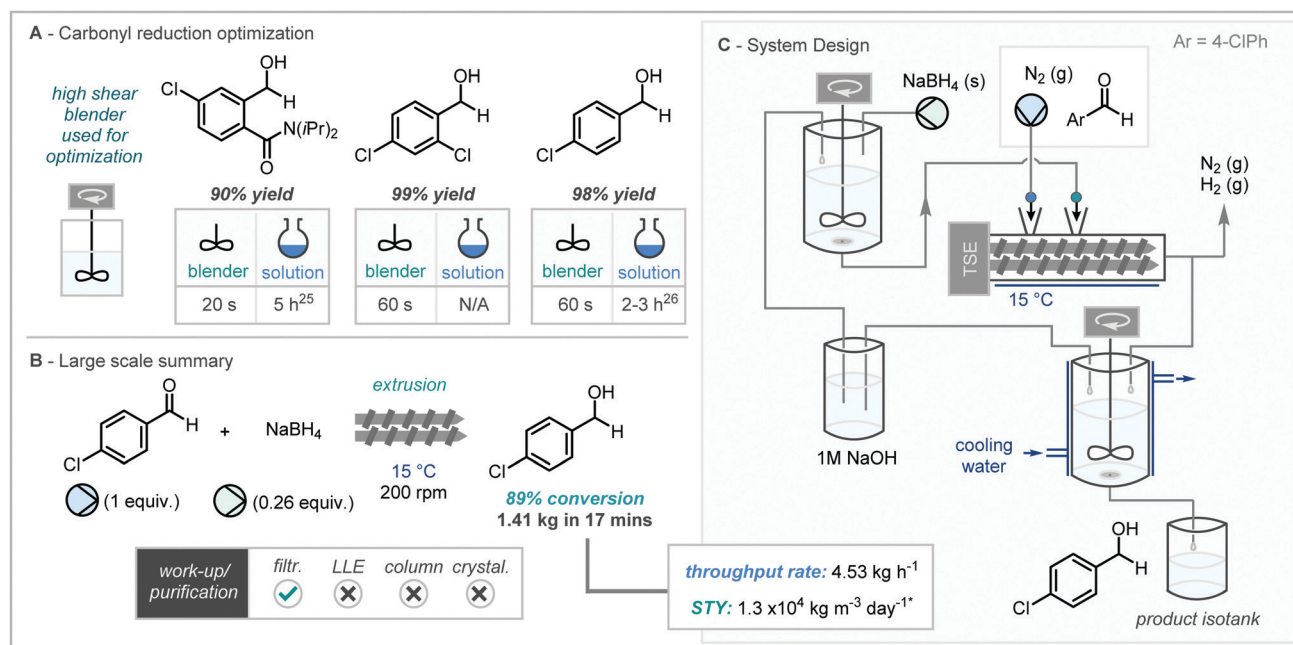 A - Carbonyl reduction optimization
high shear
blender
used for
optimization
OH
Cl
H
N(iPr)₂
O
90% yield
blender
solution
20 s
5 h²⁵
OH
H
Cl
Cl
99% yield
blender
solution
60 s
N/A
OH
H
Cl
98% yield
blender
solution
60 s
2-3 h²⁶
B - Large scale summary
O
H
Cl
(1 equiv.)
+
NaBH₄
(0.26 equiv.)
extrusion
15 °C
200 rpm
OH
H
Cl
89% conversion
1.41 kg in 17 mins
work-up/
purification
filtr.
LLE
column
crystal.
throughput rate: 4.53 kg h⁻¹
STY: 1.3 x10⁴ kg m⁻³ day⁻¹*
C - System Design
Ar = 4-ClPh
NaBH₄ (s)
N₂ (g)
O
Ar
H
N₂ (g)
H₂ (g)
TSE
15 °C
1M NaOH
cooling
water
OH
H
Cl
product isotank